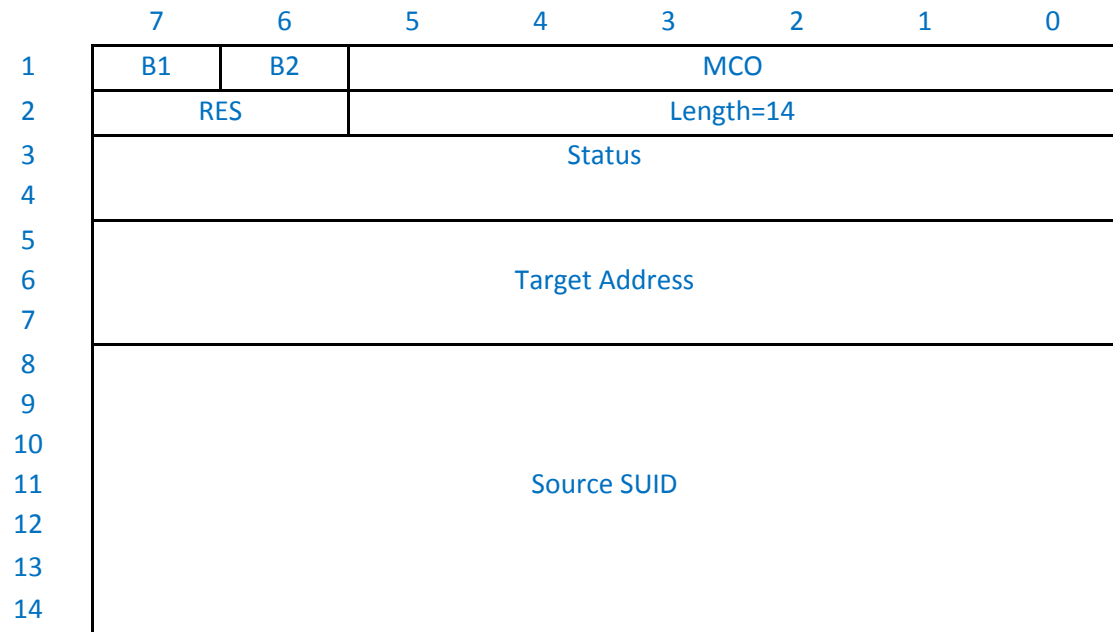 7 6 5 4 3 2 1 0
1 B1 B2 MCO
2 RES Length=14
3 Status
4
5
6 Target Address
7
8
9
10
11 Source SUID
12
13
14